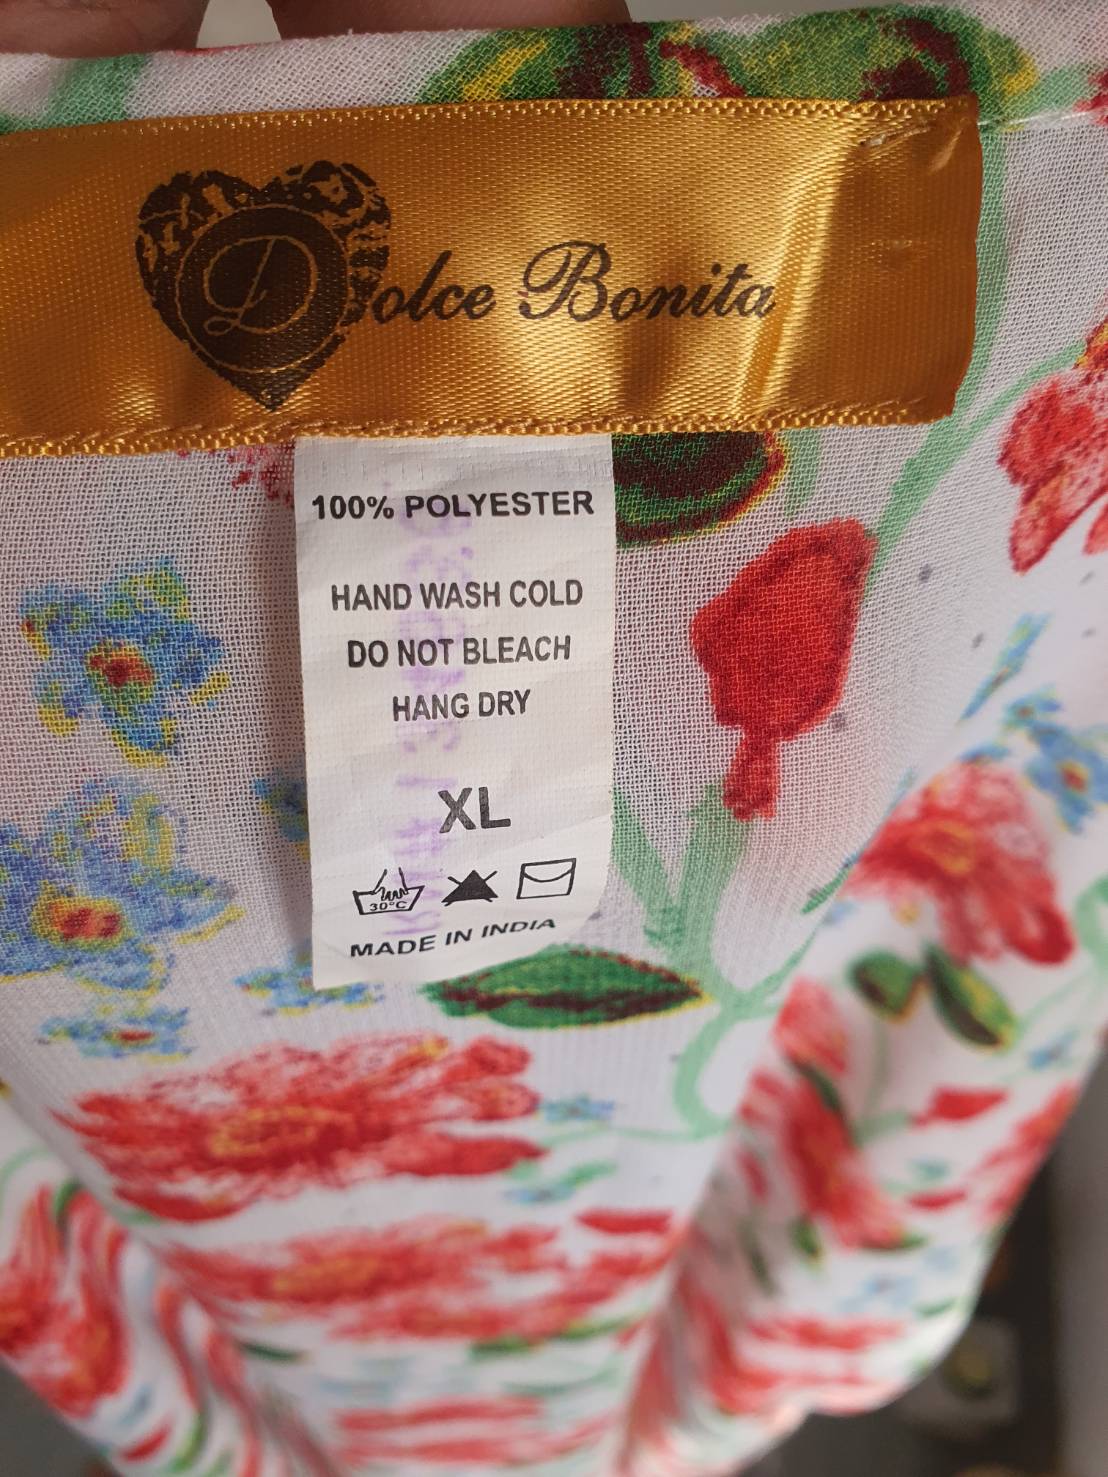 Dolce Bonita
100% POLYESTER
HAND WASH COLD
DO NOT BLEACH
HANG DRY
XL
30°C
MADE IN INDIA